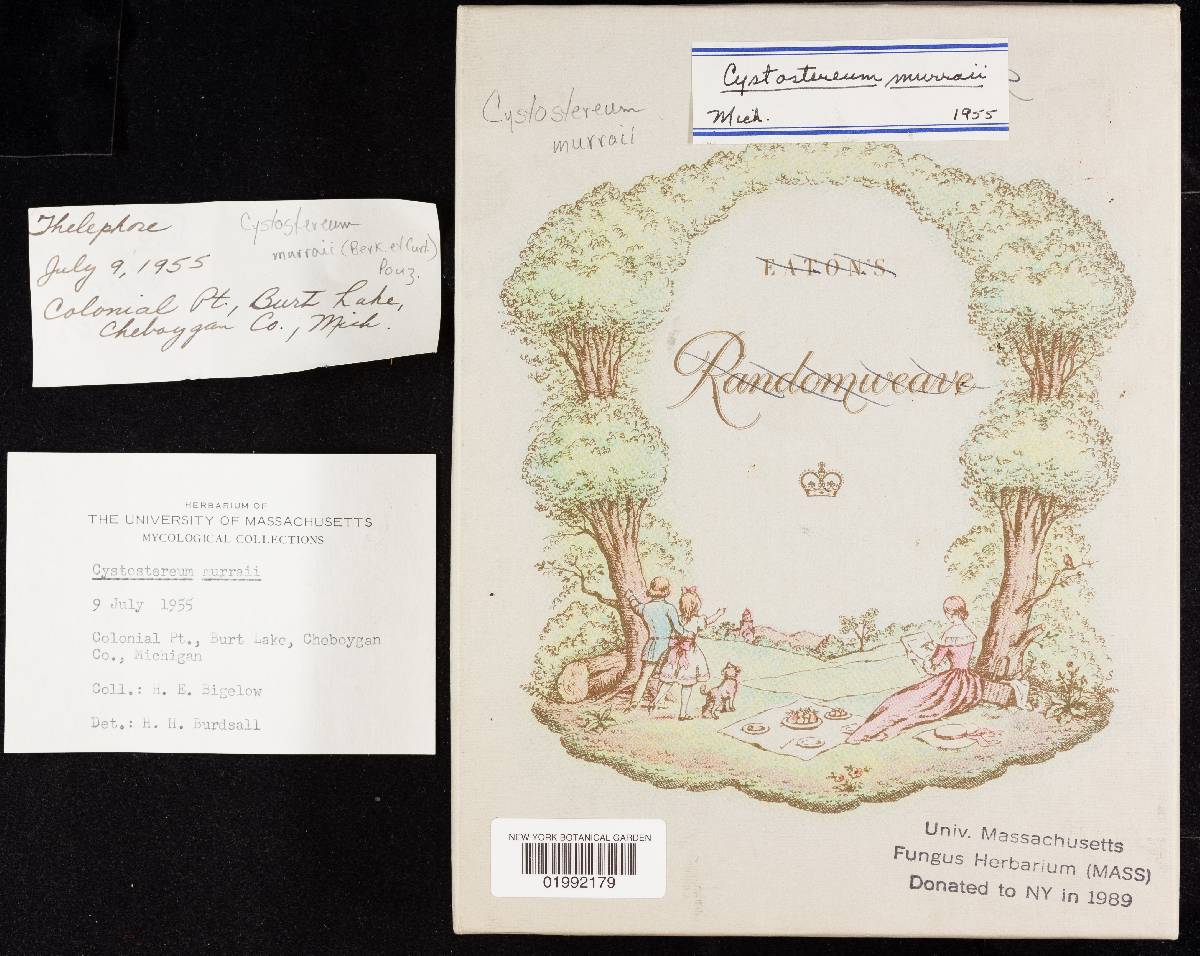 Thelephore
Cystostereum
murraii (Berk. et Curt.)
Pouz.
July 9, 1955
Colonial Pt., Burt Lake,
Cheboygan Co., Mich.
HERBARIUM OF
THE UNIVERSITY OF MASSACHUSETTS
MYCOLOGICAL COLLECTIONS
Cystostereum murraii
9 July 1955
Colonial Pt., Burt Lake, Cheboygan
Co., Michigan
Coll.: H. E. Bigelow
Det.: H. H. Burdsall
Cystostereum murraii
Mich. 1955
Cystostereum
murraii
EATON'S
Randomweave
NEW YORK BOTANICAL GARDEN
01992179
Univ. Massachusetts
Fungus Herbarium (MASS)
Donated to NY in 1989